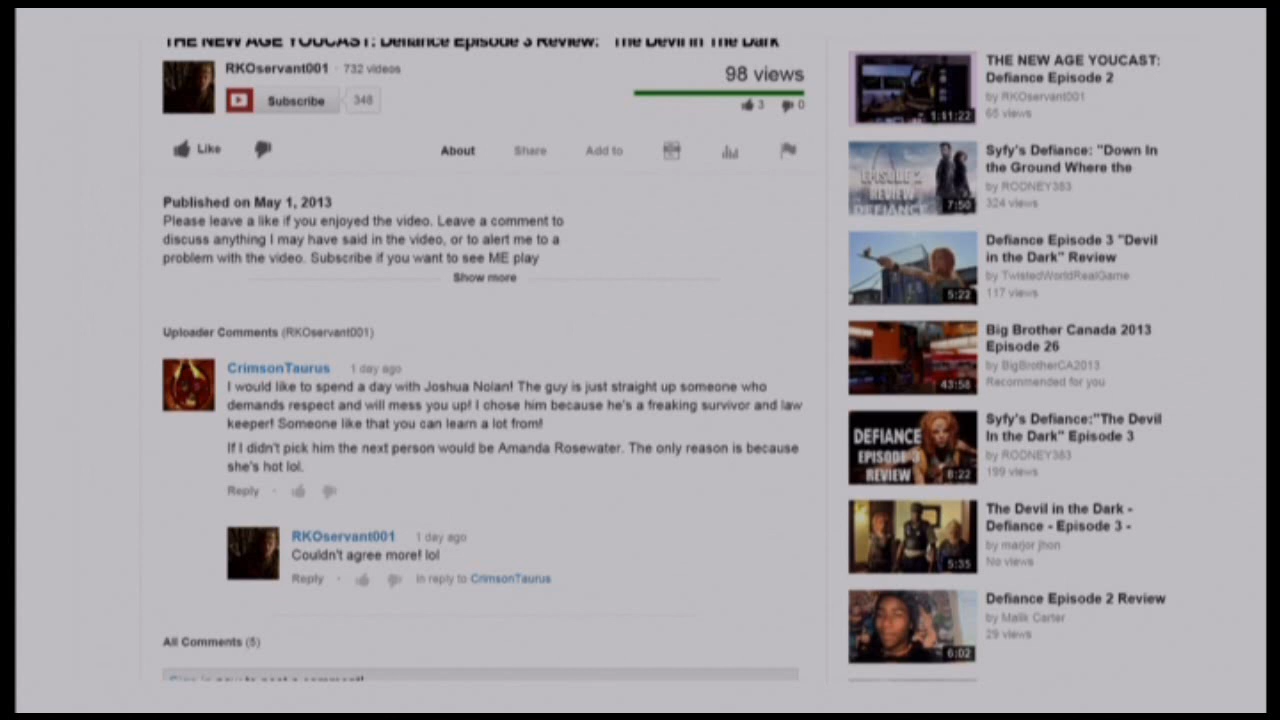 THE NEW AGE YOUCAST: Defiance Episode 3 Review: "The Devil in The Dark"
RKOservant001 · 732 videos
Subscribe 348
98 views
3 0
Like
About Share Add to
Published on May 1, 2013
Please leave a like if you enjoyed the video. Leave a comment to
discuss anything I may have said in the video, or to alert me to a
problem with the video. Subscribe if you want to see ME play
Show more
Uploader Comments (RKOservant001)
CrimsonTaurus 1 day ago
I would like to spend a day with Joshua Nolan! The guy is just straight up someone who
demands respect and will mess you up! I chose him because he's a freaking survivor and law
keeper! Someone like that you can learn a lot from!
If I didn't pick him the next person would be Amanda Rosewater. The only reason is because
she's hot lol.
Reply ·
RKOservant001 1 day ago
Couldn't agree more! lol
Reply · In reply to CrimsonTaurus
All Comments (5)
Sign in now to post a comment!
1:11:22
THE NEW AGE YOUCAST:
Defiance Episode 2
by RKOservant001
65 views
EPISODE 2
REVIEW
DEFIANCE
7:50
Syfy's Defiance: "Down In
the Ground Where the
by RODNEY383
324 views
5:22
Defiance Episode 3 "Devil
in the Dark" Review
by TwistedWorldRealGame
117 views
43:58
Big Brother Canada 2013
Episode 26
by BigBrotherCA2013
Recommended for you
DEFIANCE
EPISODE 3
REVIEW
8:22
Syfy's Defiance:"The Devil
In the Dark" Episode 3
by RODNEY383
199 views
5:35
The Devil in the Dark -
Defiance - Episode 3 -
by marjor jhon
No views
6:02
Defiance Episode 2 Review
by Malik Carter
29 views